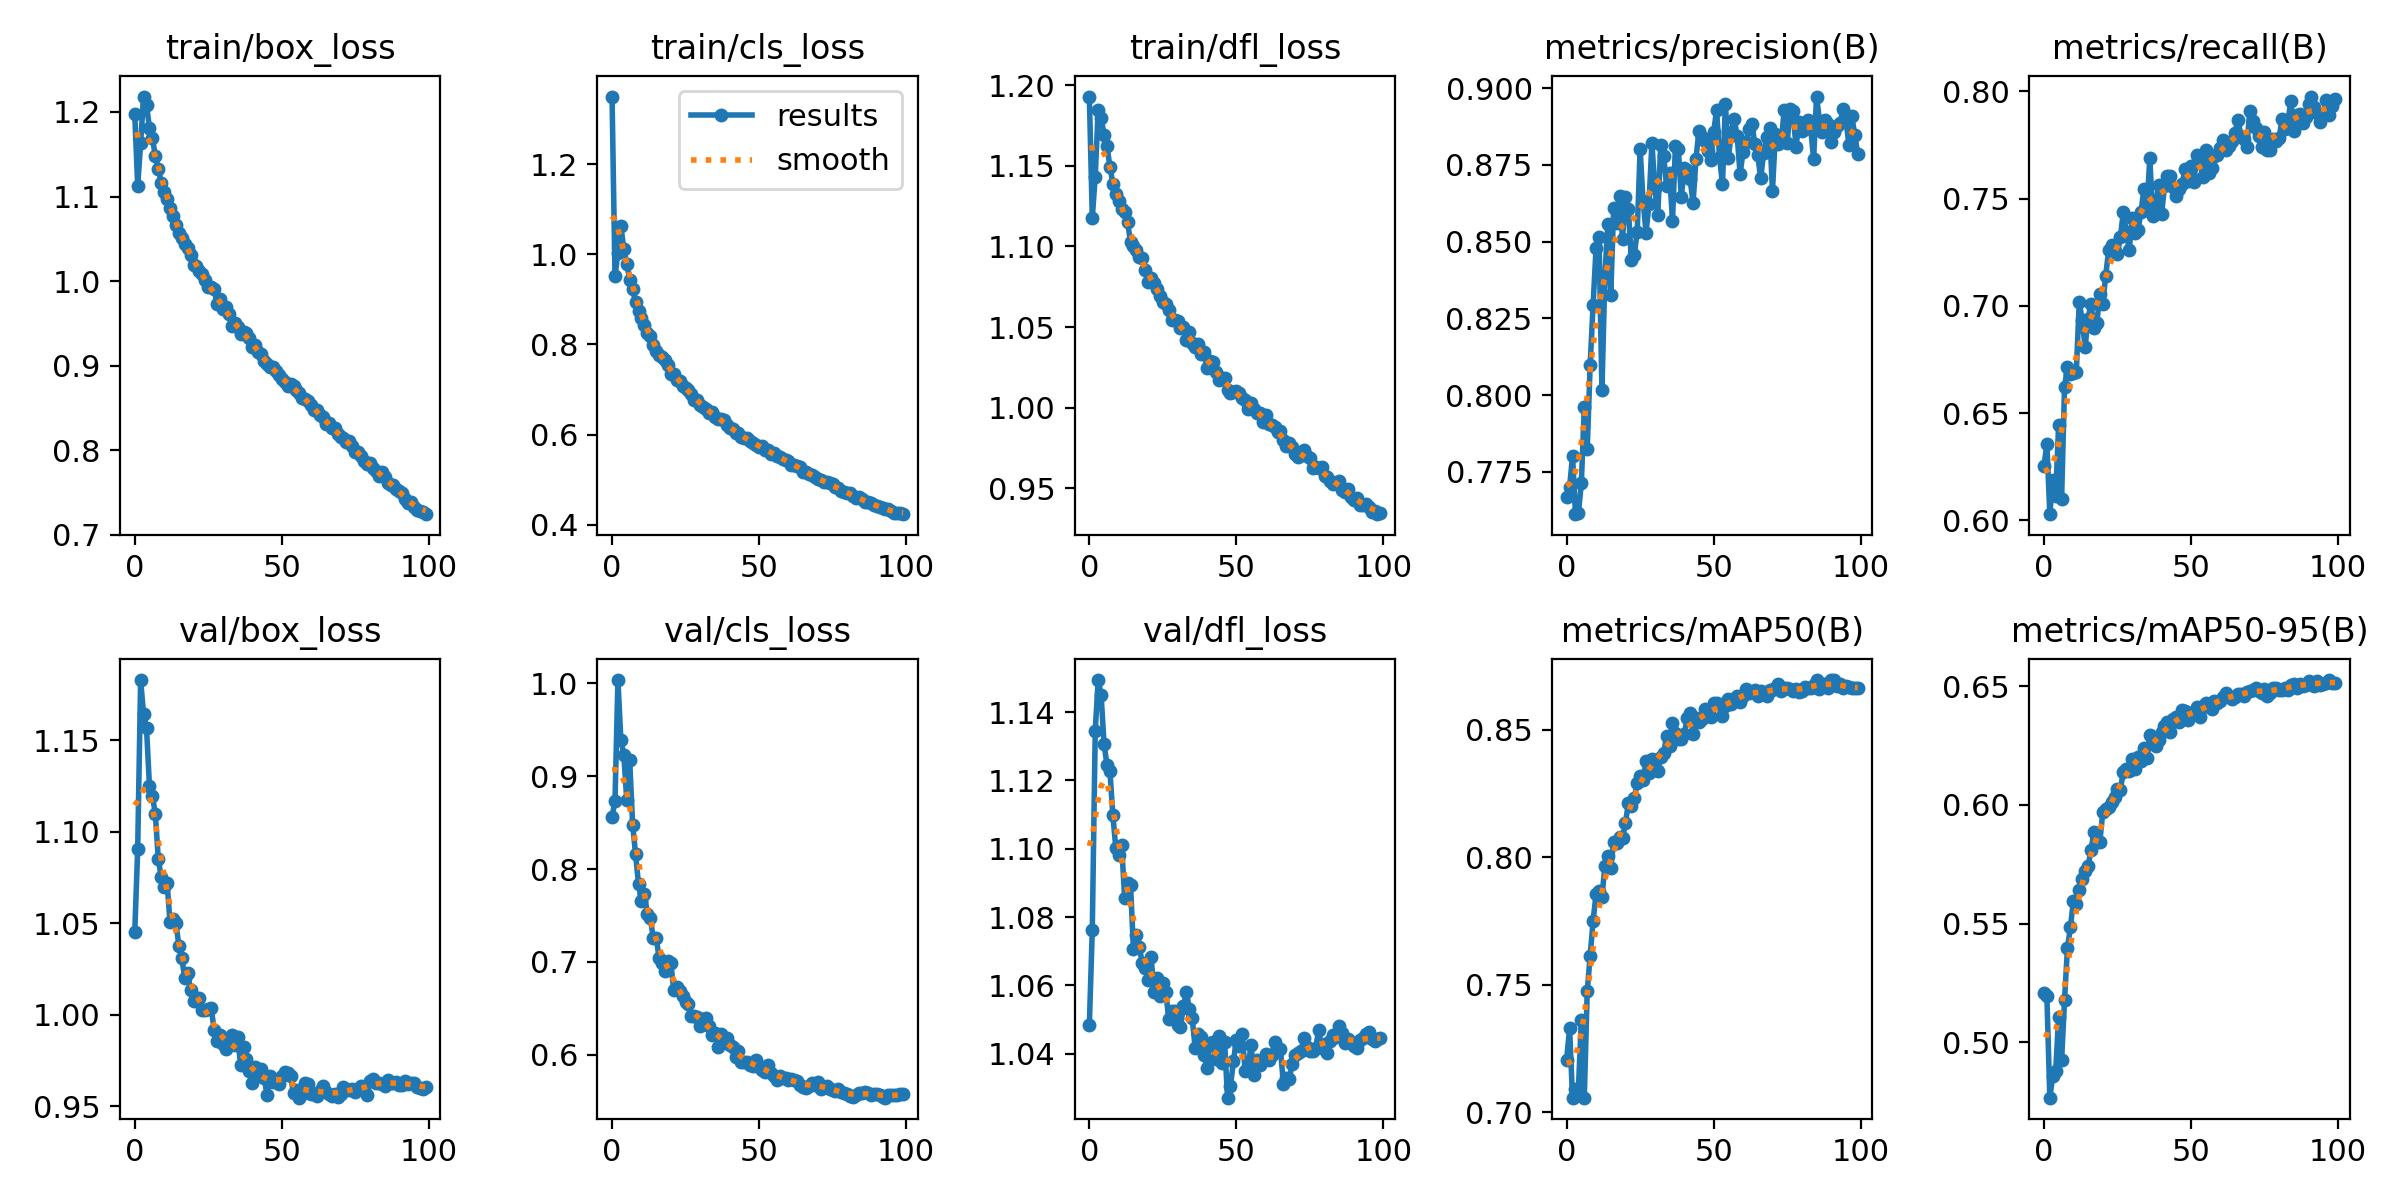 train/box_loss
1.2
1.1
1.0
0.9
0.8
0.7
0 50 100
train/cls_loss
results
smooth
1.2
1.0
0.8
0.6
0.4
0 50 100
train/dfl_loss
1.20
1.15
1.10
1.05
1.00
0.95
0 50 100
metrics/precision(B)
0.900
0.875
0.850
0.825
0.800
0.775
0 50 100
metrics/recall(B)
0.80
0.75
0.70
0.65
0.60
0 50 100
val/box_loss
1.15
1.10
1.05
1.00
0.95
0 50 100
val/cls_loss
1.0
0.9
0.8
0.7
0.6
0 50 100
val/dfl_loss
1.14
1.12
1.10
1.08
1.06
1.04
0 50 100
metrics/mAP50(B)
0.85
0.80
0.75
0.70
0 50 100
metrics/mAP50-95(B)
0.65
0.60
0.55
0.50
0 50 100